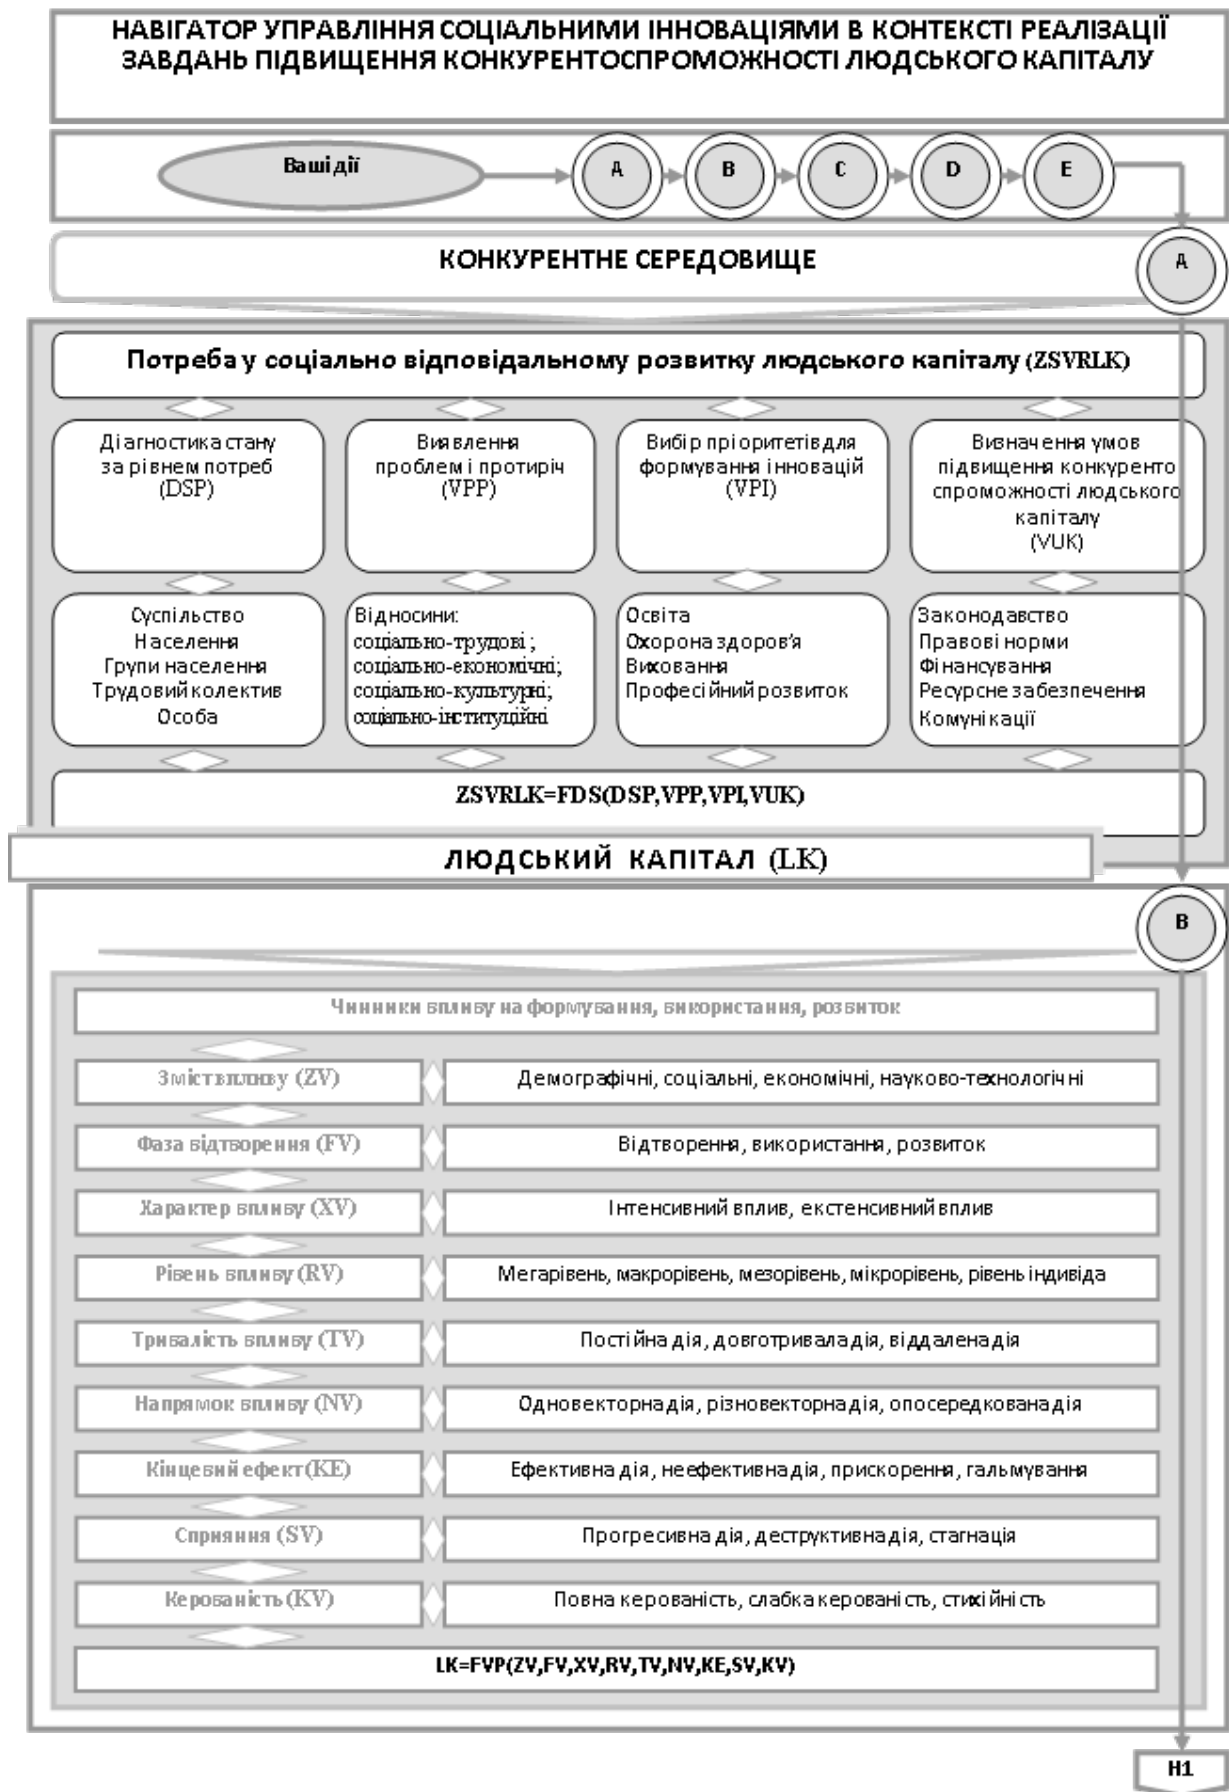 НАВІГАТОР УПРАВЛІННЯ СОЦІАЛЬНИМИ ІННОВАЦІЯМИ В КОНТЕКСТІ РЕАЛІЗАЦІЇ
ЗАВДАНЬ ПІДВИЩЕННЯ КОНКУРЕНТОСПРОМОЖНОСТІ ЛЮДСЬКОГО КАПІТАЛУ
Ваші дії
A
B
C
D
E
КОНКУРЕНТНЕ СЕРЕДОВИЩЕ
A
Потреба у соціально відповідальному розвитку людського капіталу (ZSVRLK)
Діагностика стану
за рівнем потреб
(DSP)
Виявлення
проблем і протиріч
(VPP)
Вибір пріоритетів для
формування інновацій
(VPI)
Визначення умов
підвищення конкуренто
спроможності людського
капіталу
(VUK)
Суспільство
Населення
Групи населення
Трудовий колектив
Особа
Відносини:
соціально-трудові;
соціально-економічні;
соціально-культурні;
соціально-інституційні
Освіта
Охорона здоров'я
Виховання
Професійний розвиток
Законодавство
Правові норми
Фінансування
Ресурсне забезпечення
Комунікації
ZSVRLK=FDS(DSP,VPP,VPI,VUK)
ЛЮДСЬКИЙ КАПІТАЛ (LK)
B
Чинники впливу на формування, використання, розвиток
Зміст впливу (ZV)
Демографічні, соціальні, економічні, науково-технологічні
Фаза відтворення (FV)
Відтворення, використання, розвиток
Характер впливу (XV)
Інтенсивний вплив, екстенсивний вплив
Рівень впливу (RV)
Мегарівень, макрорівень, мезорівень, мікрорівень, рівень індивіда
Тривалість впливу (TV)
Постійна дія, довготривала дія, віддалена дія
Напрямок впливу (NV)
Одновекторна дія, різновекторна дія, опосередкована дія
Кінцевий ефект (KE)
Ефективна дія, неефективна дія, прискорення, гальмування
Сприяння (SV)
Прогресивна дія, деструктивна дія, стагнація
Керованість (KV)
Повна керованість, слабка керованість, стихійність
LK=FVP(ZV,FV,XV,RV,TV,NV,KE,SV,KV)
H1